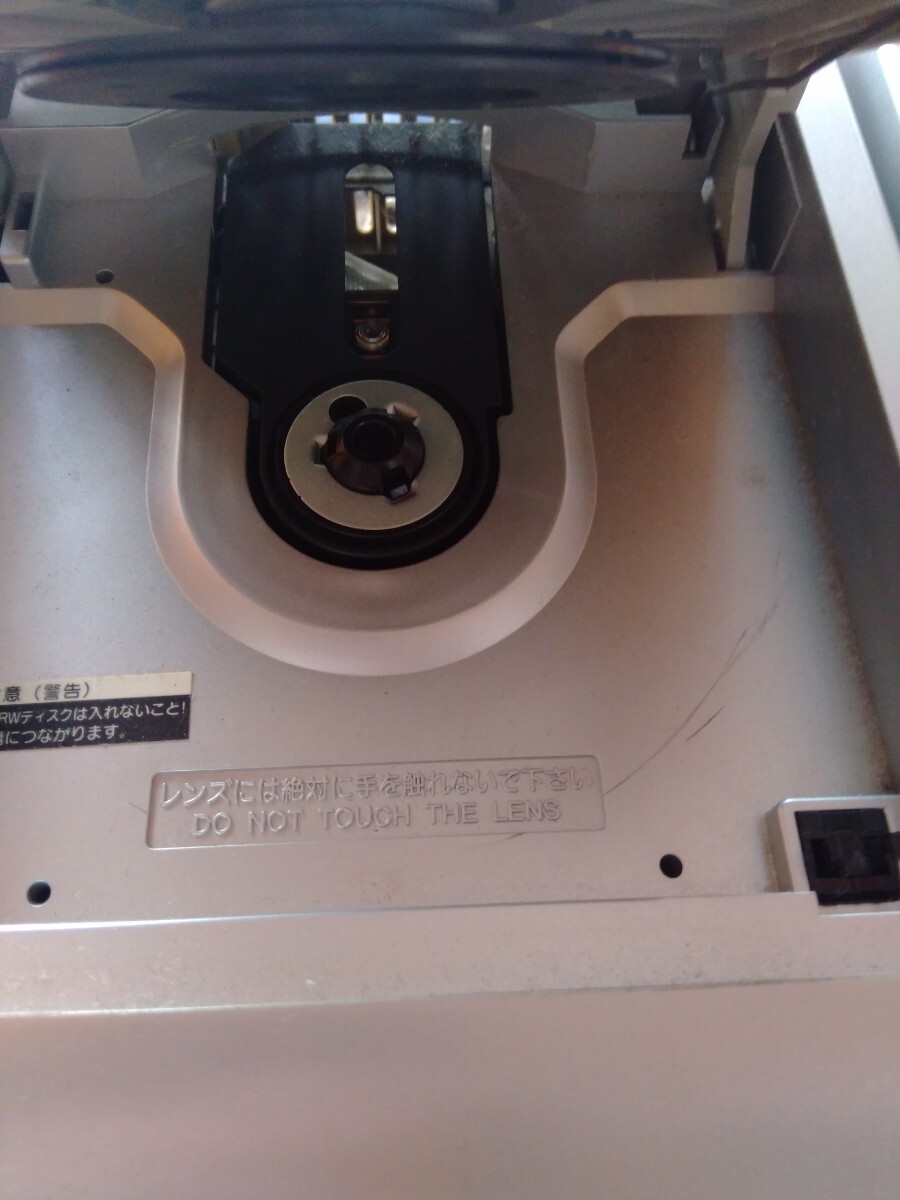 意（警告）
RWディスクは入れないこと！
につながります。
レンズには絶対に手を触れないで下さい
DO NOT TOUCH THE LENS